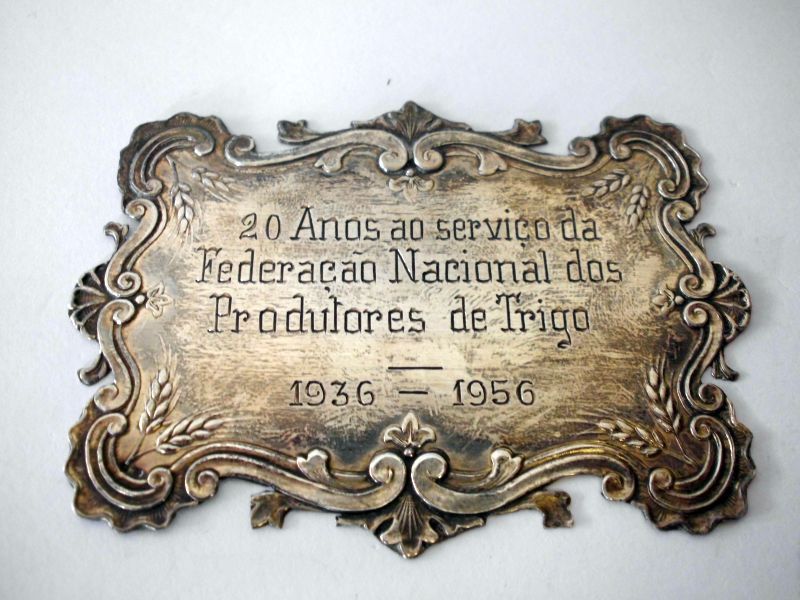 20 Anos ao serviço da
Federação Nacional dos
Produtores de Trigo
1936 — 1956